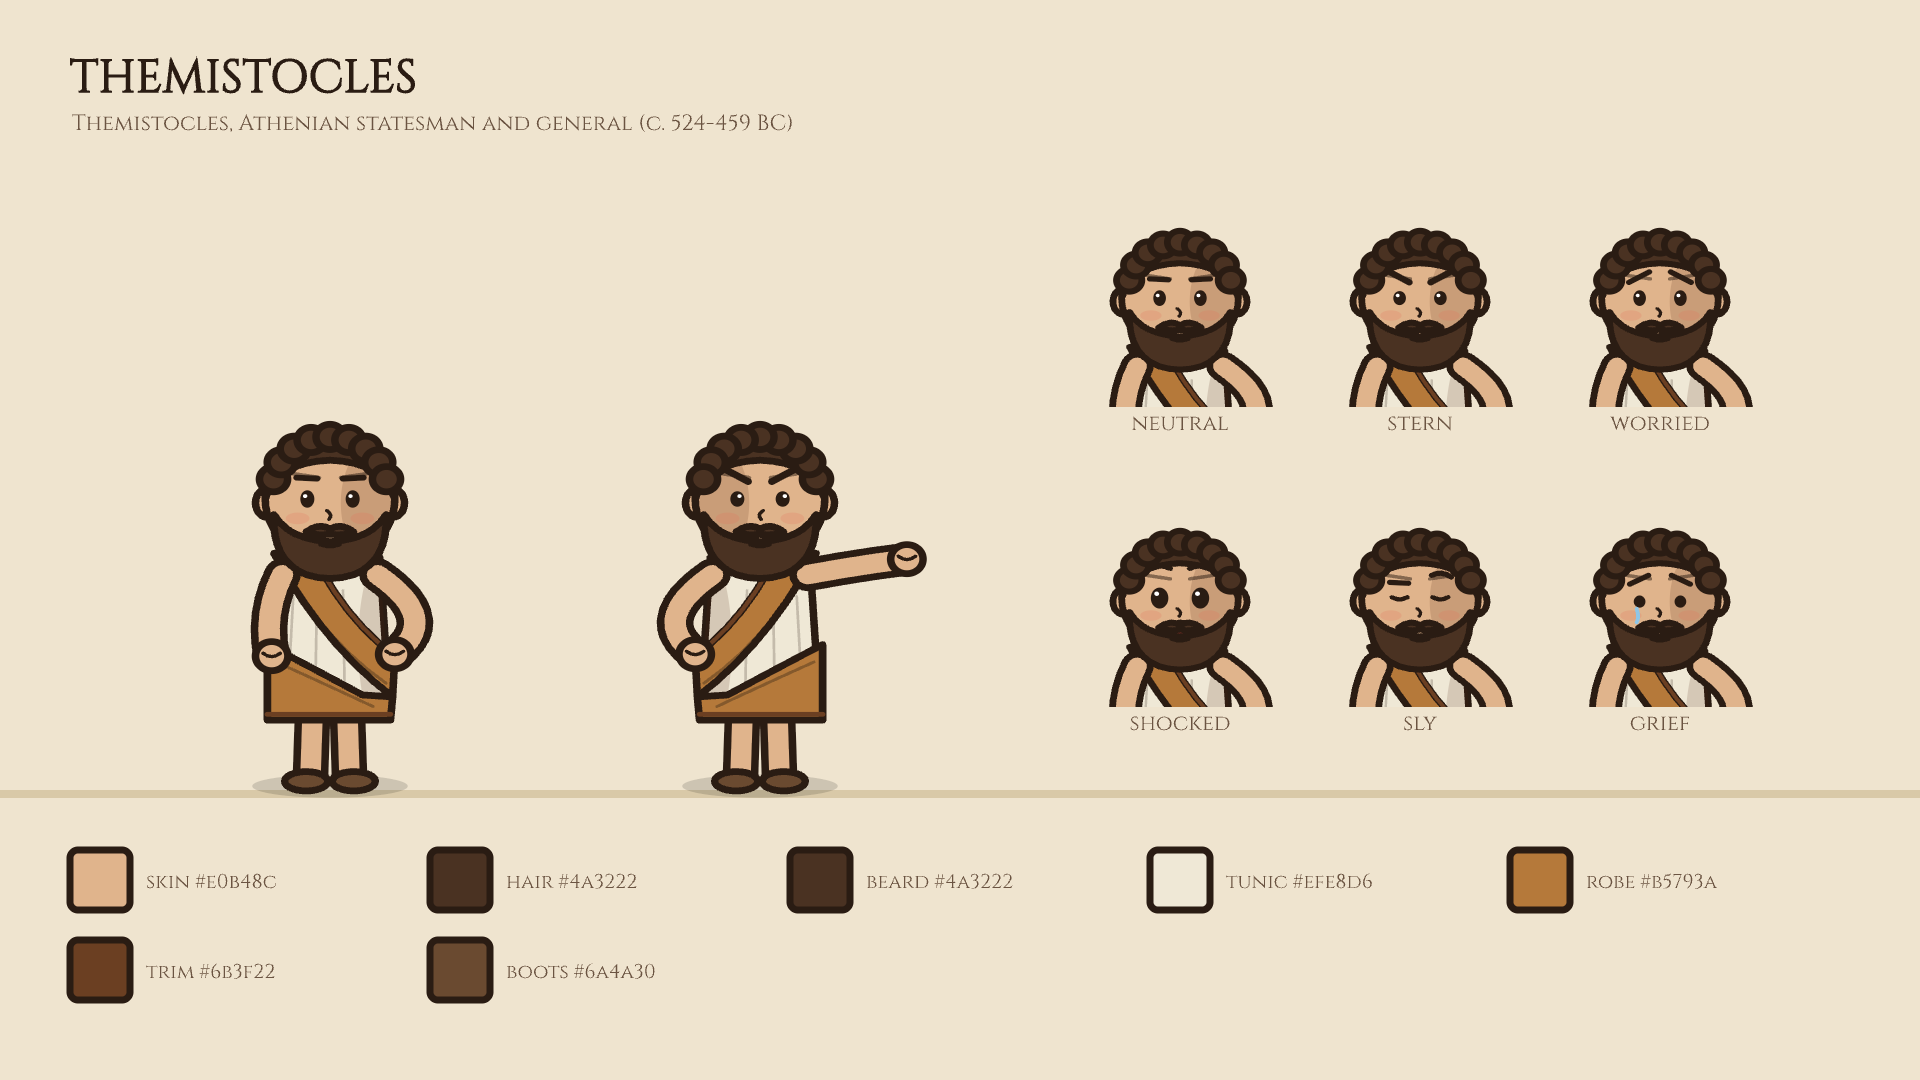 THEMISTOCLES
Themistocles, Athenian statesman and general (c. 524-459 BC)
NEUTRAL
STERN
WORRIED
SHOCKED
SLY
GRIEF
SKIN #E0B48C
HAIR #4A3222
BEARD #4A3222
TUNIC #EFE8D6
ROBE #B5793A
TRIM #6B3F22
BOOTS #6A4A30